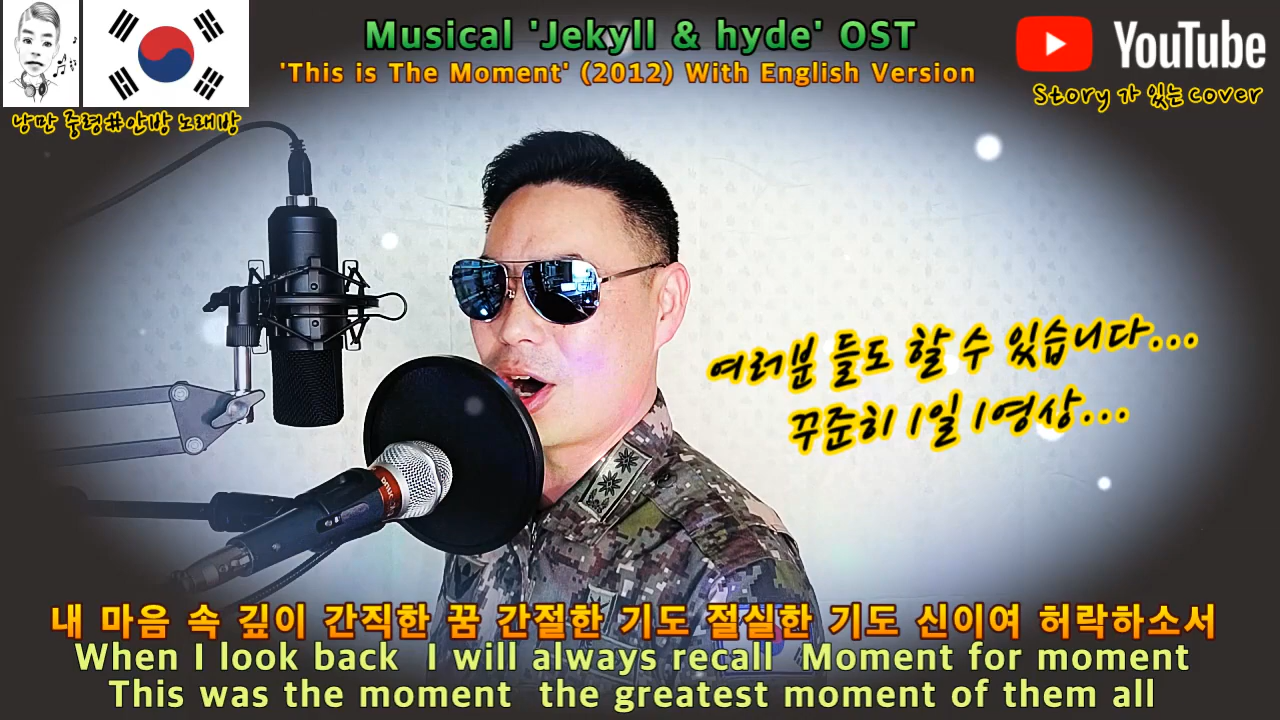 Musical 'Jekyll & hyde' OST
'This is The Moment' (2012) With English Version
YouTube
Story 가 있는 cover
낭만 중령#안방 노래방
여러분 들도 할 수 있습니다...
꾸준히 1일 1영상...
내 마음 속 깊이 간직한 꿈 간절한 기도 절실한 기도 신이여 허락하소서
When I look back I will always recall Moment for moment
This was the moment the greatest moment of them all